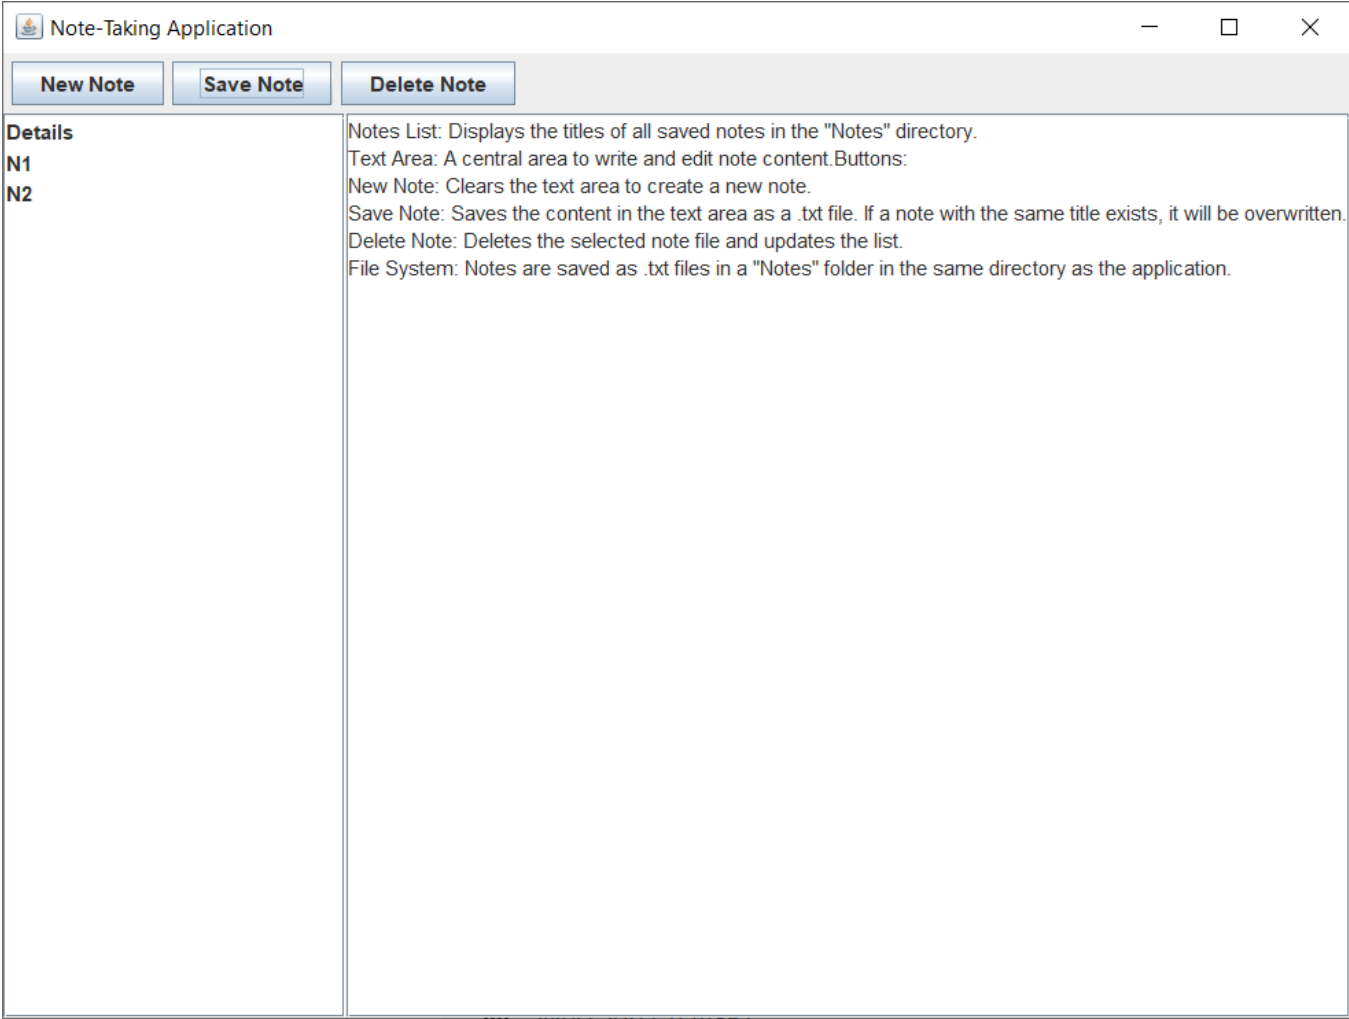 Note-Taking Application
New Note Save Note Delete Note
Details
N1
N2
Notes List: Displays the titles of all saved notes in the "Notes" directory.
Text Area: A central area to write and edit note content.Buttons:
New Note: Clears the text area to create a new note.
Save Note: Saves the content in the text area as a .txt file. If a note with the same title exists, it will be overwritten.
Delete Note: Deletes the selected note file and updates the list.
File System: Notes are saved as .txt files in a "Notes" folder in the same directory as the application.